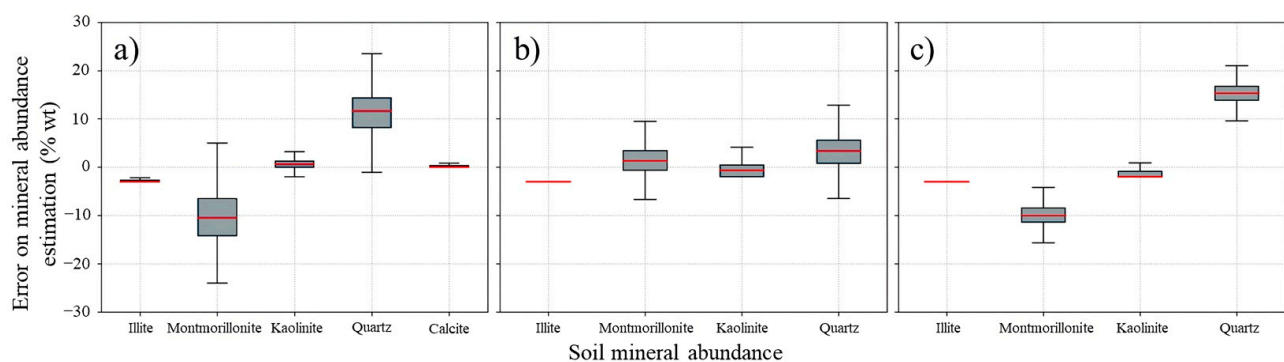 a)
b)
c)
30
20
10
0
−10
−20
−30
Error on mineral abundance
estimation (% wt)
Illite Montmorillonite Kaolinite Quartz Calcite
Illite Montmorillonite Kaolinite Quartz
Illite Montmorillonite Kaolinite Quartz
Soil mineral abundance